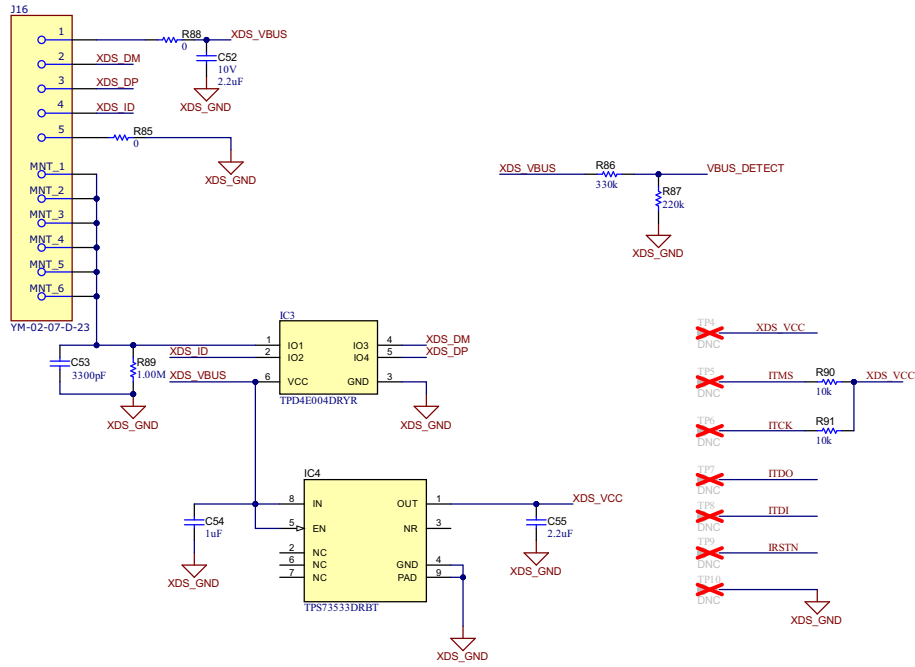 J16
1
R88
0
XDS_VBUS
C52
10V
2.2uF
XDS_GND
2
XDS_DM
3
XDS_DP
4
XDS_ID
5
R85
0
XDS_GND
MNT_1
MNT_2
MNT_3
MNT_4
MNT_5
MNT_6
YM-02-07-D-23
XDS_VBUS
R86
330k
VBUS_DETECT
R87
220k
XDS_GND
C53
3300pF
R89
1.00M
XDS_GND
XDS_ID
XDS_VBUS
IC3
1
IO1
2
IO2
6
VCC
IO3
4
XDS_DM
IO4
5
XDS_DP
GND
3
TPD4E004DRYR
XDS_GND
IC4
8
IN
5
EN
2
NC
6
NC
7
NC
OUT
1
NR
3
GND
4
PAD
9
TPS73533DRBT
C54
1uF
XDS_GND
XDS_VCC
C55
2.2uF
XDS_GND
XDS_GND
TP4
DNC
XDS_VCC
TP5
DNC
ITMS
R90
10k
XDS_VCC
TP6
DNC
ITCK
R91
10k
TP7
DNC
ITDO
TP8
DNC
ITDI
TP9
DNC
IRSTN
TP10
DNC
XDS_GND